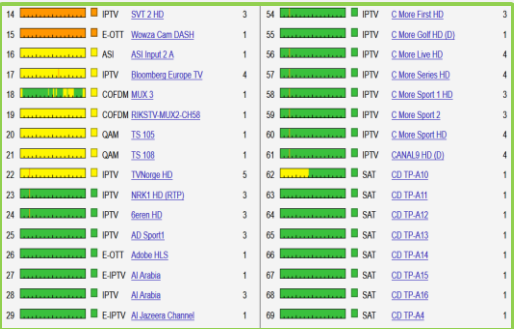 14 IPTV SVT 2 HD 3
15 E-OTT Wowza Cam DASH 1
16 ASI ASI Input 2 A 1
17 IPTV Bloomberg Europe TV 4
18 COFDM MUX 3 1
19 COFDM RIKSTV-MUX2-CH58 1
20 QAM TS 105 1
21 QAM TS 108 1
22 IPTV TVNorge HD 5
23 IPTV NRK1 HD (RTP) 3
24 IPTV 6eren HD 3
25 IPTV AD Sport1 3
26 E-OTT Adobe HLS 1
27 E-IPTV Al Arabia 1
28 IPTV Al Arabia 3
29 E-IPTV Al Jazeera Channel 1
54 IPTV C More First HD 3
55 IPTV C More Golf HD (D) 1
56 IPTV C More Live HD 4
57 IPTV C More Series HD 4
58 IPTV C More Sport 1 HD 3
59 IPTV C More Sport 2 3
60 IPTV C More Sport HD 4
61 IPTV CANAL9 HD (D) 4
62 SAT CD TP-A10 1
63 SAT CD TP-A11 1
64 SAT CD TP-A12 1
65 SAT CD TP-A13 1
66 SAT CD TP-A14 1
67 SAT CD TP-A15 1
68 SAT CD TP-A16 1
69 SAT CD TP-A4 1